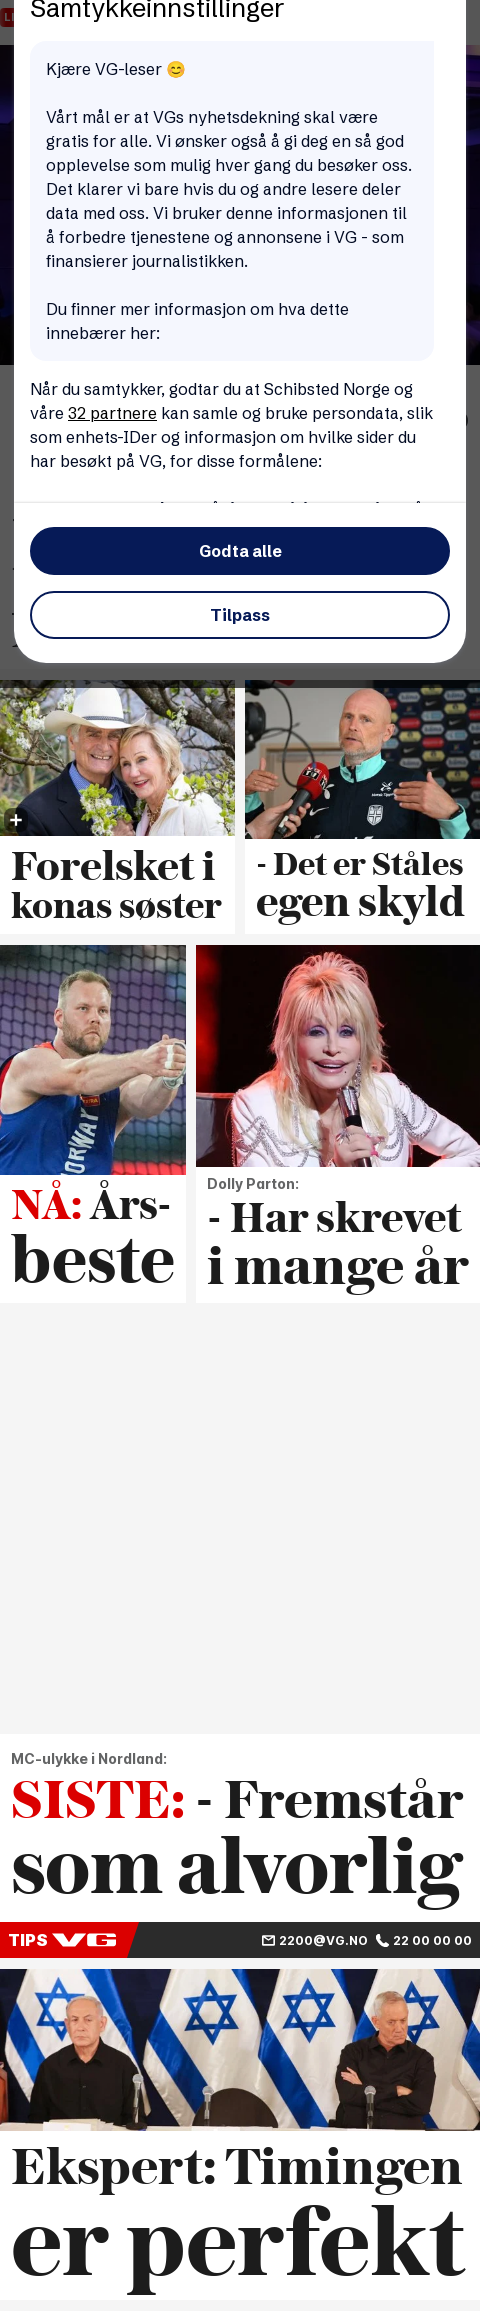 Samtykkeinnstillinger
Kjære VG-leser 😊
Vårt mål er at VGs nyhetsdekning skal være
gratis for alle. Vi ønsker også å gi deg en så god
opplevelse som mulig hver gang du besøker oss.
Det klarer vi bare hvis du og andre lesere deler
data med oss. Vi bruker denne informasjonen til
å forbedre tjenestene og annonsene i VG - som
finansierer journalistikken.
Du finner mer informasjon om hva dette
innebærer her:
Når du samtykker, godtar du at Schibsted Norge og
våre 32 partnere kan samle og bruke persondata, slik
som enhets-IDer og informasjon om hvilke sider du
har besøkt på VG, for disse formålene:
Godta alle
Tilpass
Forelsket i
konas søster
- Det er Ståles
egen skyld
NORWAY
NÅ: Års-
beste
Dolly Parton:
- Har skrevet
i mange år
MC-ulykke i Nordland:
SISTE: - Fremstår
som alvorlig
TIPS VG 2200@VG.NO 22 00 00 00
Ekspert: Timingen
er perfekt